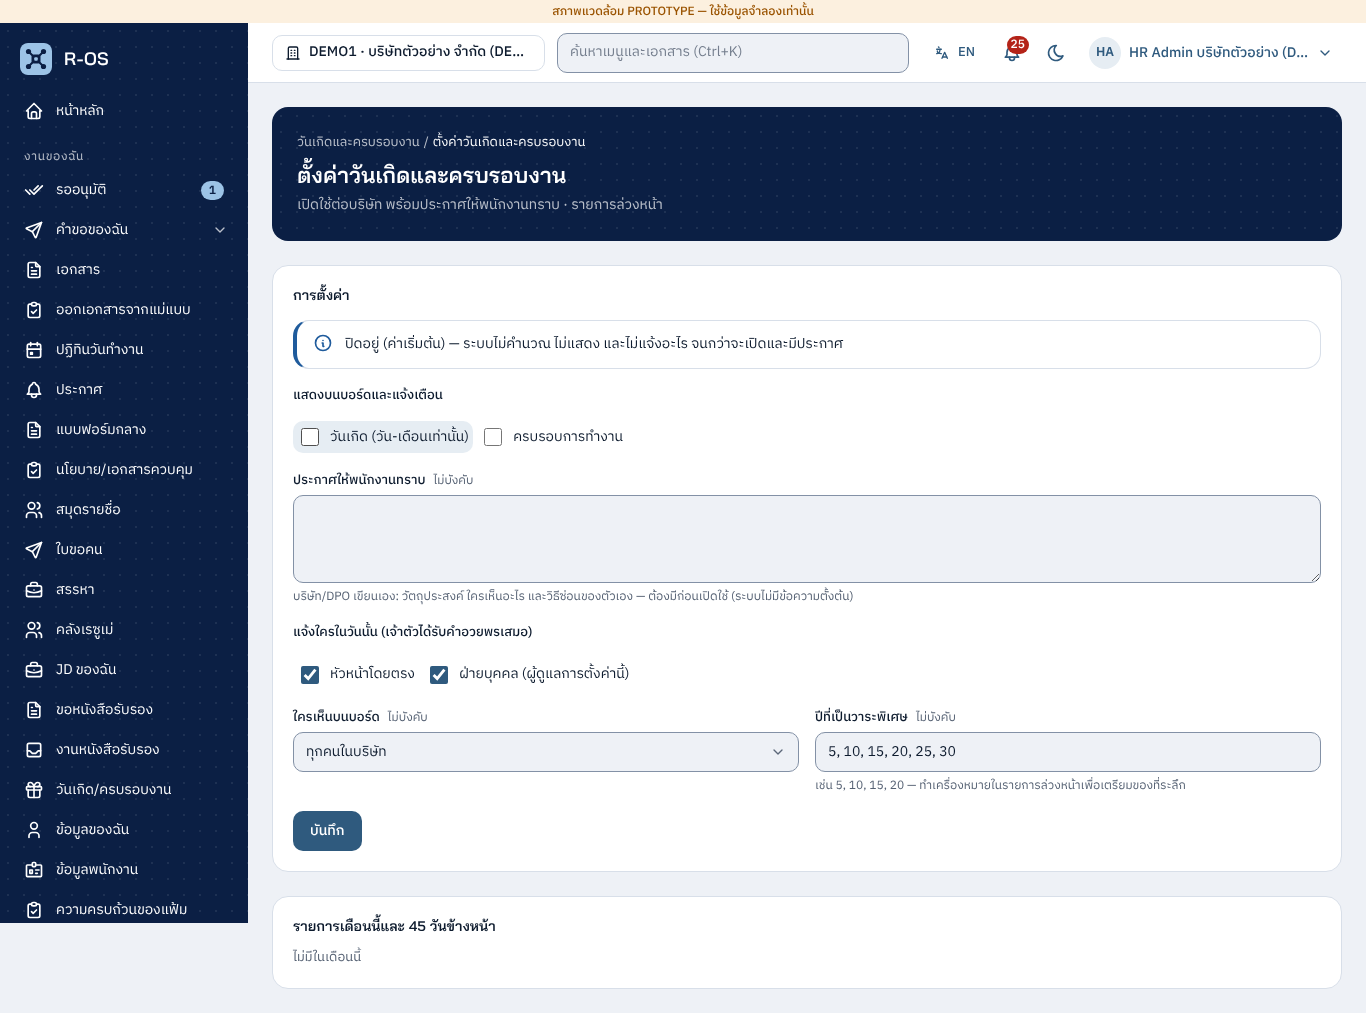 สภาพแวดล้อม PROTOTYPE — ใช้ข้อมูลจำลองเท่านั้น
R-OS
DEMO1 · บริษัทตัวอย่าง จำกัด (DE...
ค้นหาเมนูและเอกสาร (Ctrl+K)
EN
25
HA
HR Admin บริษัทตัวอย่าง (D...
หน้าหลัก
งานของฉัน
รออนุมัติ
1
คำขอของฉัน
เอกสาร
ออกเอกสารจากแม่แบบ
ปฏิทินวันทำงาน
ประกาศ
แบบฟอร์มกลาง
นโยบาย/เอกสารควบคุม
สมุดรายชื่อ
ใบขอคน
สรรหา
คลังเรซูเม่
JD ของฉัน
ขอหนังสือรับรอง
งานหนังสือรับรอง
วันเกิด/ครบรอบงาน
ข้อมูลของฉัน
ข้อมูลพนักงาน
ความครบถ้วนของแฟ้ม
วันเกิดและครบรอบงาน / ตั้งค่าวันเกิดและครบรอบงาน
ตั้งค่าวันเกิดและครบรอบงาน
เปิดใช้ต่อบริษัท พร้อมประกาศให้พนักงานทราบ · รายการล่วงหน้า
การตั้งค่า
ปิดอยู่ (ค่าเริ่มต้น) — ระบบไม่คำนวณ ไม่แสดง และไม่แจ้งอะไร จนกว่าจะเปิดและมีประกาศ
แสดงบนบอร์ดและแจ้งเตือน
วันเกิด (วัน-เดือนเท่านั้น)
ครบรอบการทำงาน
ประกาศให้พนักงานทราบ ไม่บังคับ
บริษัท/DPO เขียนเอง: วัตถุประสงค์ ใครเห็นอะไร และวิธีซ่อนของตัวเอง — ต้องมีก่อนเปิดใช้ (ระบบไม่มีข้อความตั้งต้น)
แจ้งใครในวันนั้น (เจ้าตัวได้รับคำอวยพรเสมอ)
หัวหน้าโดยตรง
ฝ่ายบุคคล (ผู้ดูแลการตั้งค่านี้)
ใครเห็นบนบอร์ด ไม่บังคับ
ทุกคนในบริษัท
ปีที่เป็นวาระพิเศษ ไม่บังคับ
5, 10, 15, 20, 25, 30
เช่น 5, 10, 15, 20 — ทำเครื่องหมายในรายการล่วงหน้าเพื่อเตรียมของที่ระลึก
บันทึก
รายการเดือนนี้และ 45 วันข้างหน้า
ไม่มีในเดือนนี้